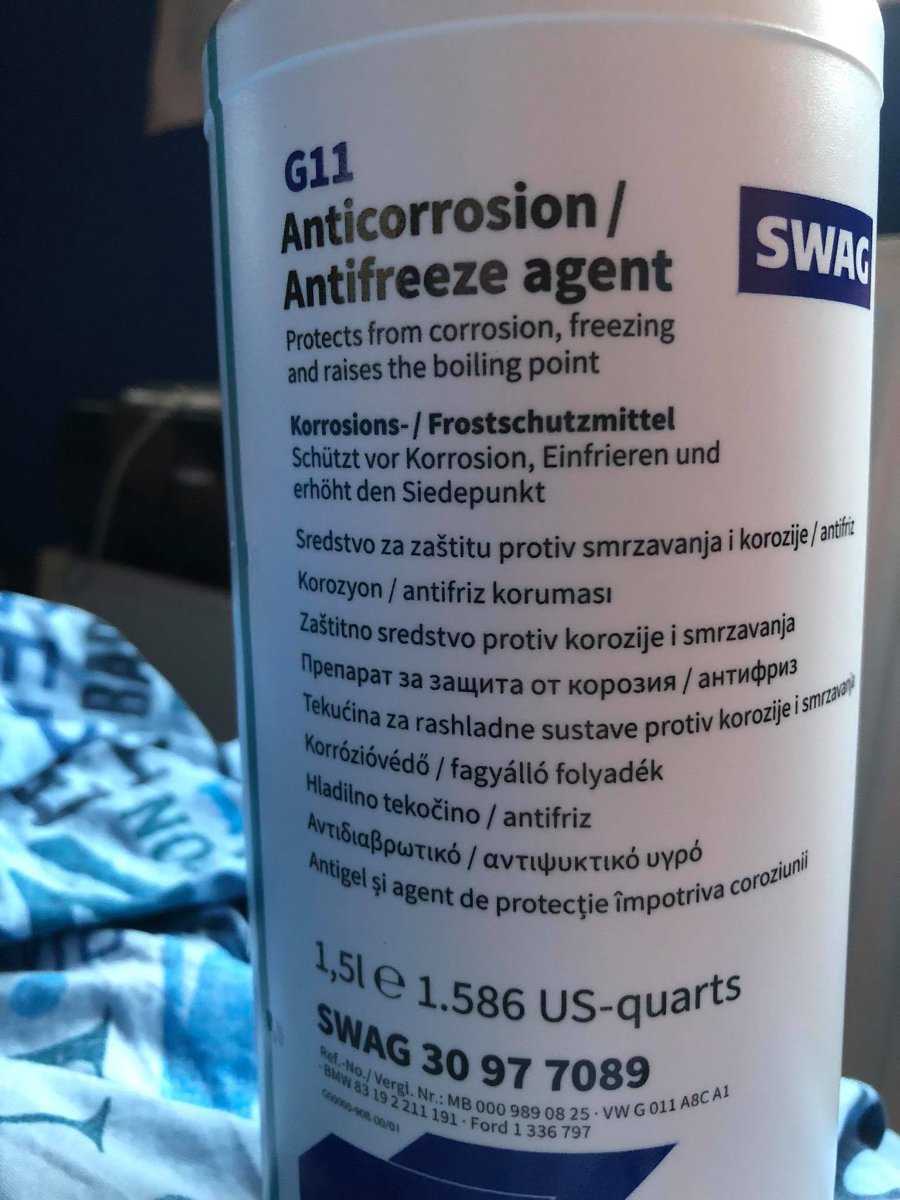 G11
Anticorrosion /
Antifreeze agent
SWAG
Protects from corrosion, freezing
and raises the boiling point
Korrosions- / Frostschutzmittel
Schützt vor Korrosion, Einfrieren und
erhöht den Siedepunkt
Sredstvo za zaštitu protiv smrzavanja i korozije / antifriz
Korozyon / antifriz koruması
Zaštitno sredstvo protiv korozije i smrzavanja
Препарат за защита от корозия / антифриз
Tekućina za rashladne sustave protiv korozije i smrzavanja
Korrózióvédő / fagyálló folyadék
Hladilno tekočino / antifriz
Αντιδιαβρωτικό / αντιψυκτικό υγρό
Antigel şi agent de protecţie împotriva coroziunii
1,5l ℮ 1.586 US-quarts
SWAG 30 97 7089
Ref.-No./ Vergl. Nr.: MB 000 989 08 25 · VW G 011 A8C A1
· BMW 83 19 2 211 191 · Ford 1 336 797